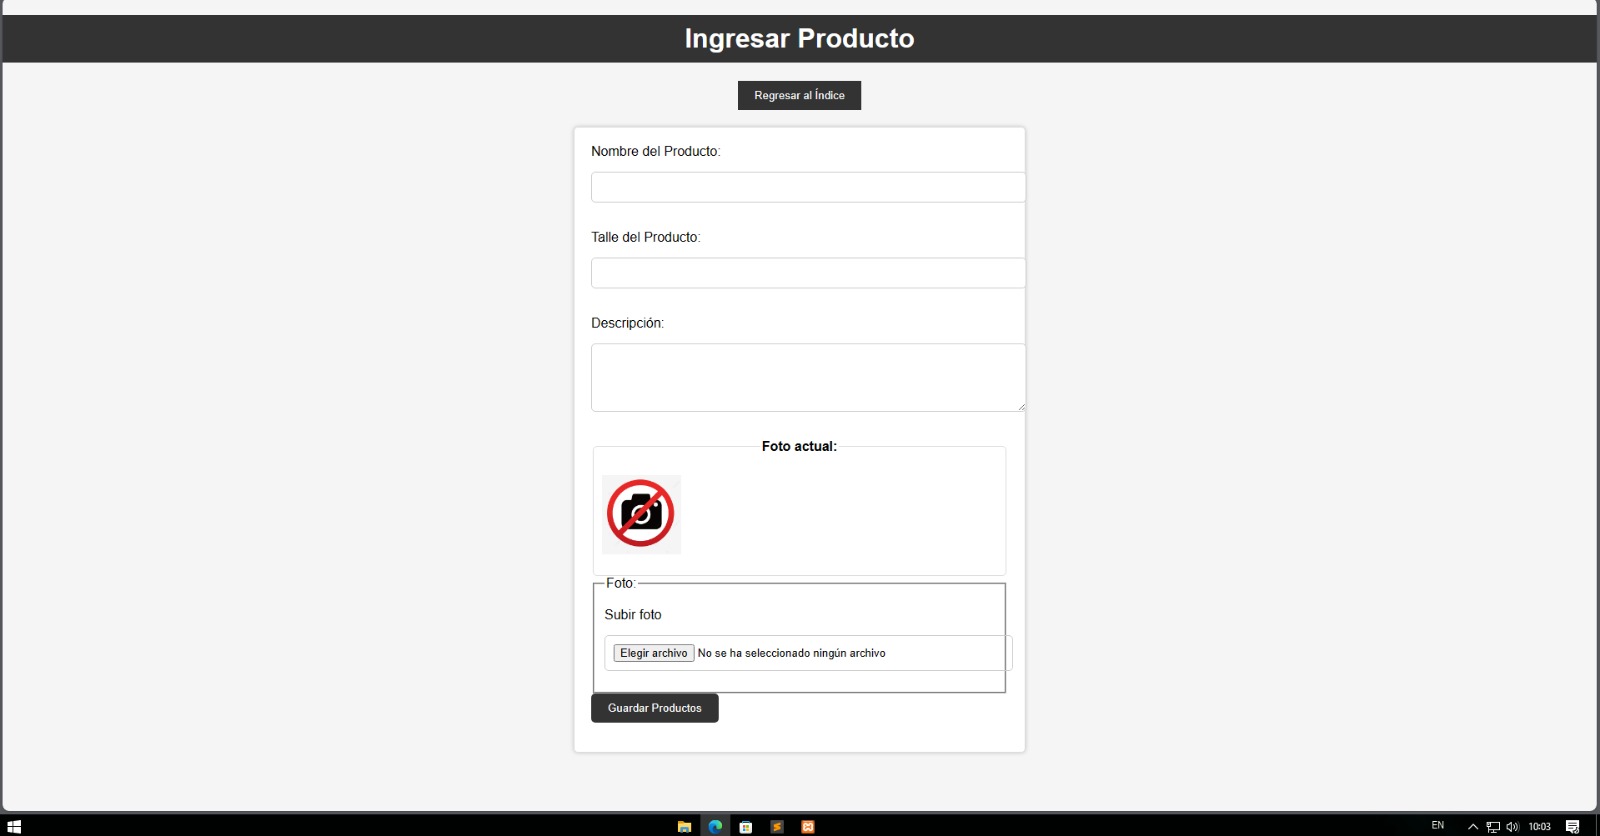 Ingresar Producto
Regresar al Índice
Nombre del Producto:
Talle del Producto:
Descripción:
Foto actual:
Foto:
Subir foto
Elegir archivo No se ha seleccionado ningún archivo
Guardar Productos
EN 10:03